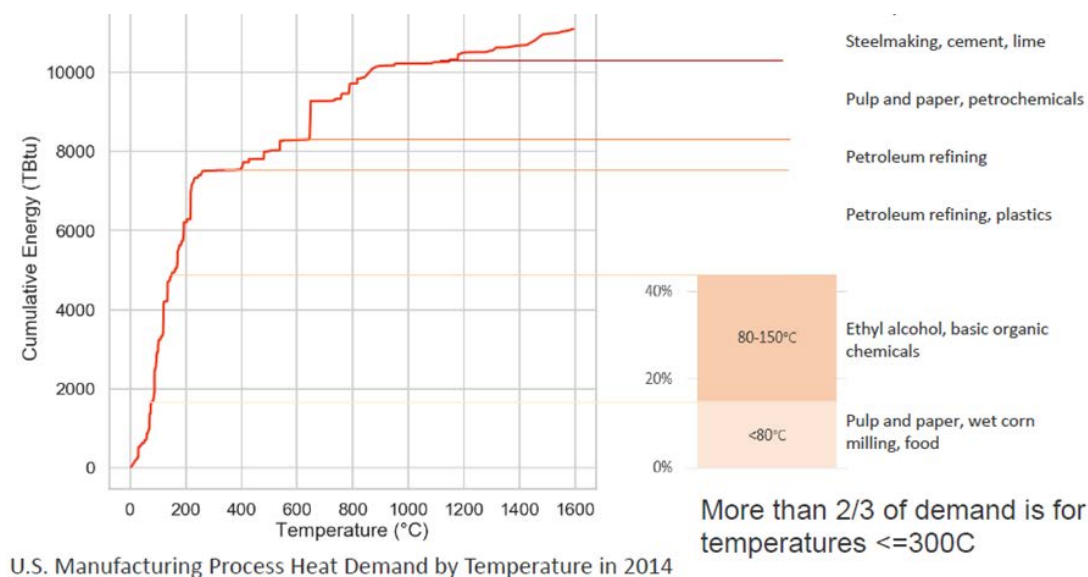 Steelmaking, cement, lime
10000
Pulp and paper, petrochemicals
8000
Petroleum refining
6000
Petroleum refining, plastics
Cumulative Energy (TBtu)
4000
40%
80-150°C
Ethyl alcohol, basic organic
chemicals
2000
20%
<80°C
Pulp and paper, wet corn
milling, food
0
0%
0 200 400 600 800 1000 1200 1400 1600
Temperature (°C)
More than 2/3 of demand is for
temperatures <=300C
U.S. Manufacturing Process Heat Demand by Temperature in 2014